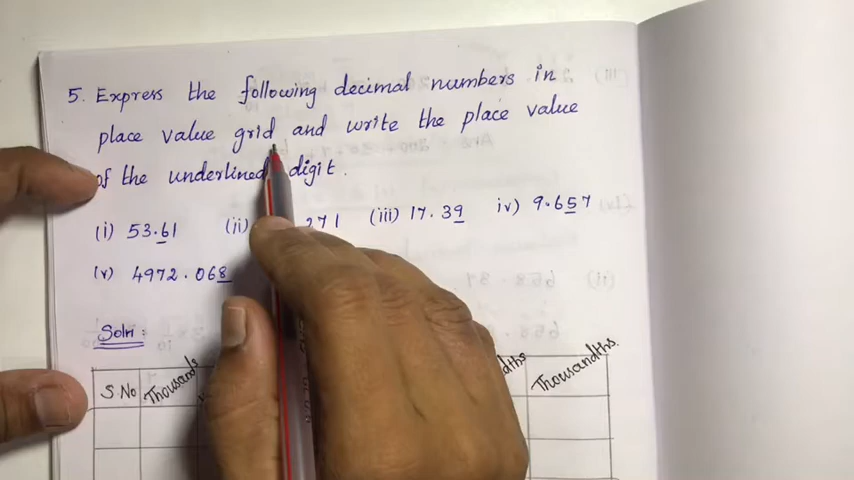 5. Express the following decimal numbers in
place value grid and write the place value
of the underlined digit.
(i) 53.61 (ii) 271 (iii) 17.39 iv) 9.657
(v) 4972.068
Soln:
S.No Thousands Thousandths.